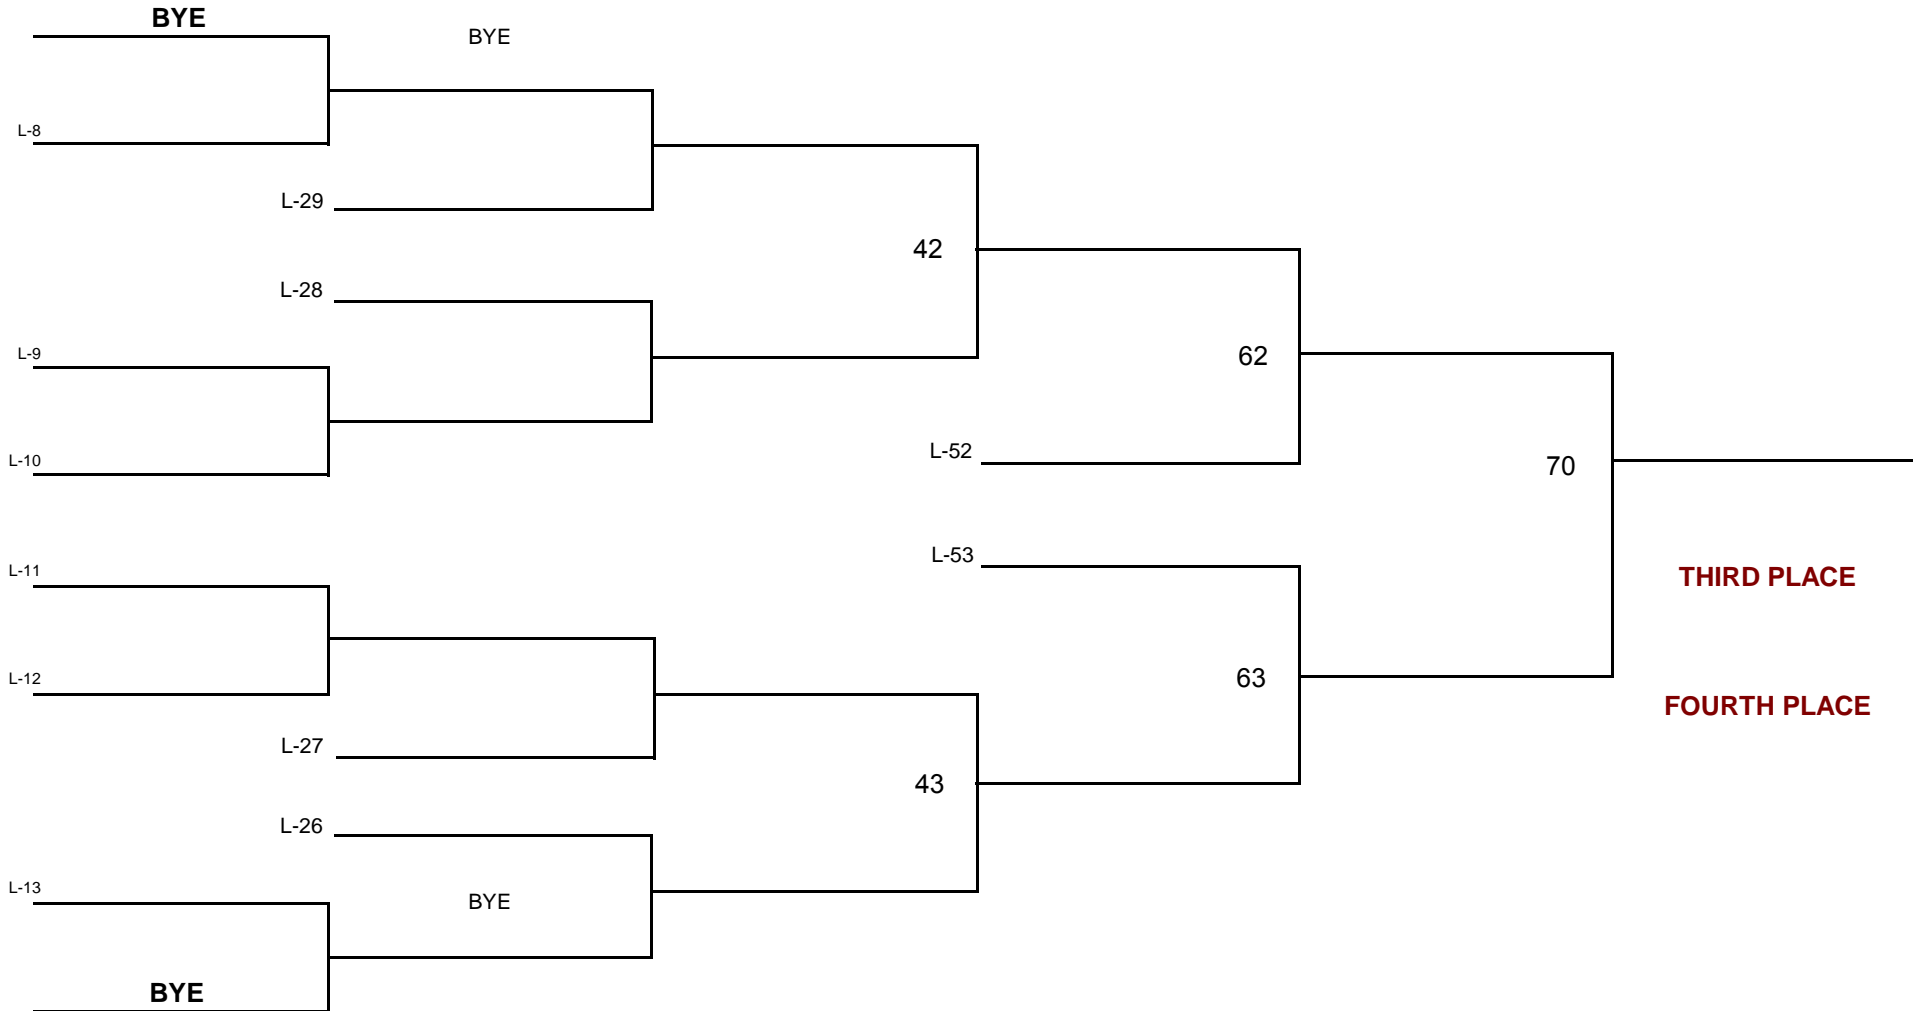 BYE
BYE
L-8
L-29
42
L-28
L-9
62
L-10
L-52
70
L-53
L-11
THIRD PLACE
L-12
63
FOURTH PLACE
L-27
43
L-26
L-13
BYE
BYE